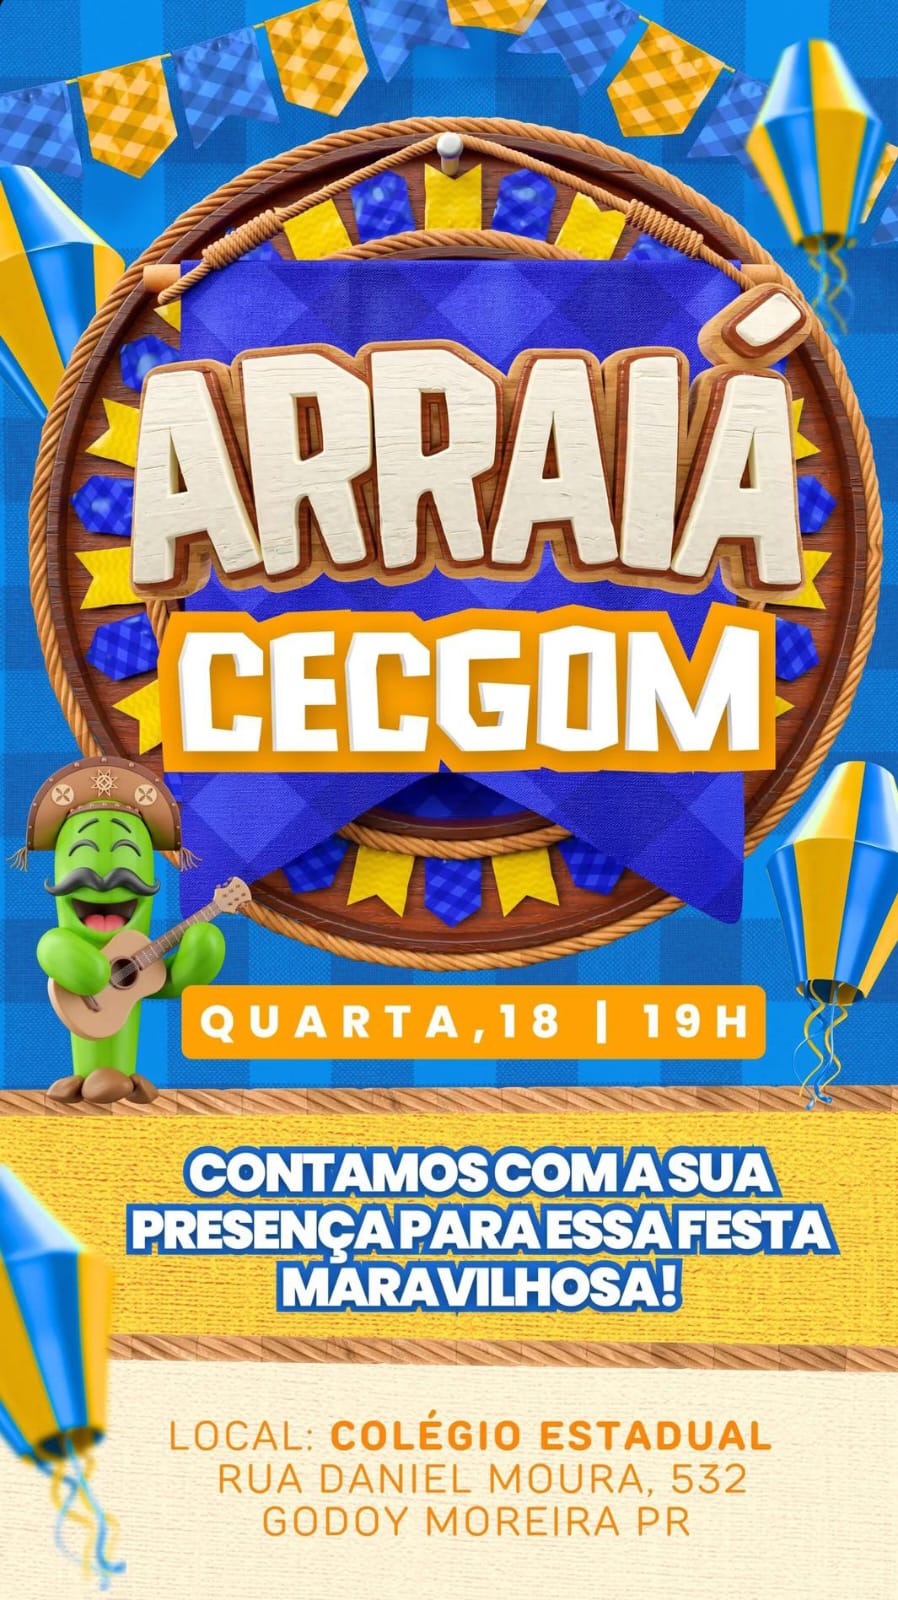 ARRAIÁ
CECGOM
QUARTA,18 | 19H
CONTAMOS COM A SUA
PRESENÇA PARA ESSA FESTA
MARAVILHOSA!
LOCAL: COLÉGIO ESTADUAL
RUA DANIEL MOURA, 532
GODOY MOREIRA PR